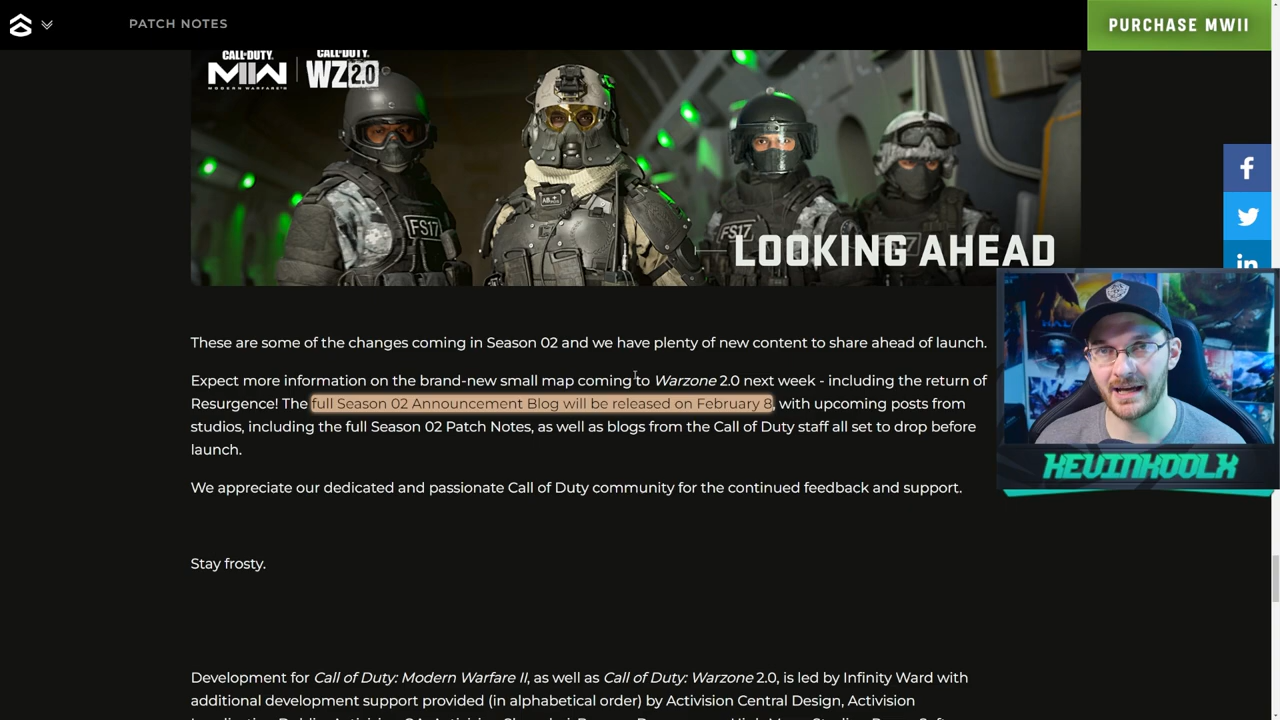 PATCH NOTES
PURCHASE MWII
CALL OF DUTY
MWII
MODERN WARFARE II
CALL OF DUTY
WZ 2.0
FS17
FS17
LOOKING AHEAD
f
in
These are some of the changes coming in Season 02 and we have plenty of new content to share ahead of launch.
Expect more information on the brand-new small map coming to Warzone 2.0 next week - including the return of
Resurgence! The full Season 02 Announcement Blog will be released on February 8, with upcoming posts from
studios, including the full Season 02 Patch Notes, as well as blogs from the Call of Duty staff all set to drop before
launch.
We appreciate our dedicated and passionate Call of Duty community for the continued feedback and support.
KEVINKOOLX
Stay frosty.
Development for Call of Duty: Modern Warfare II, as well as Call of Duty: Warzone 2.0, is led by Infinity Ward with
additional development support provided (in alphabetical order) by Activision Central Design, Activision